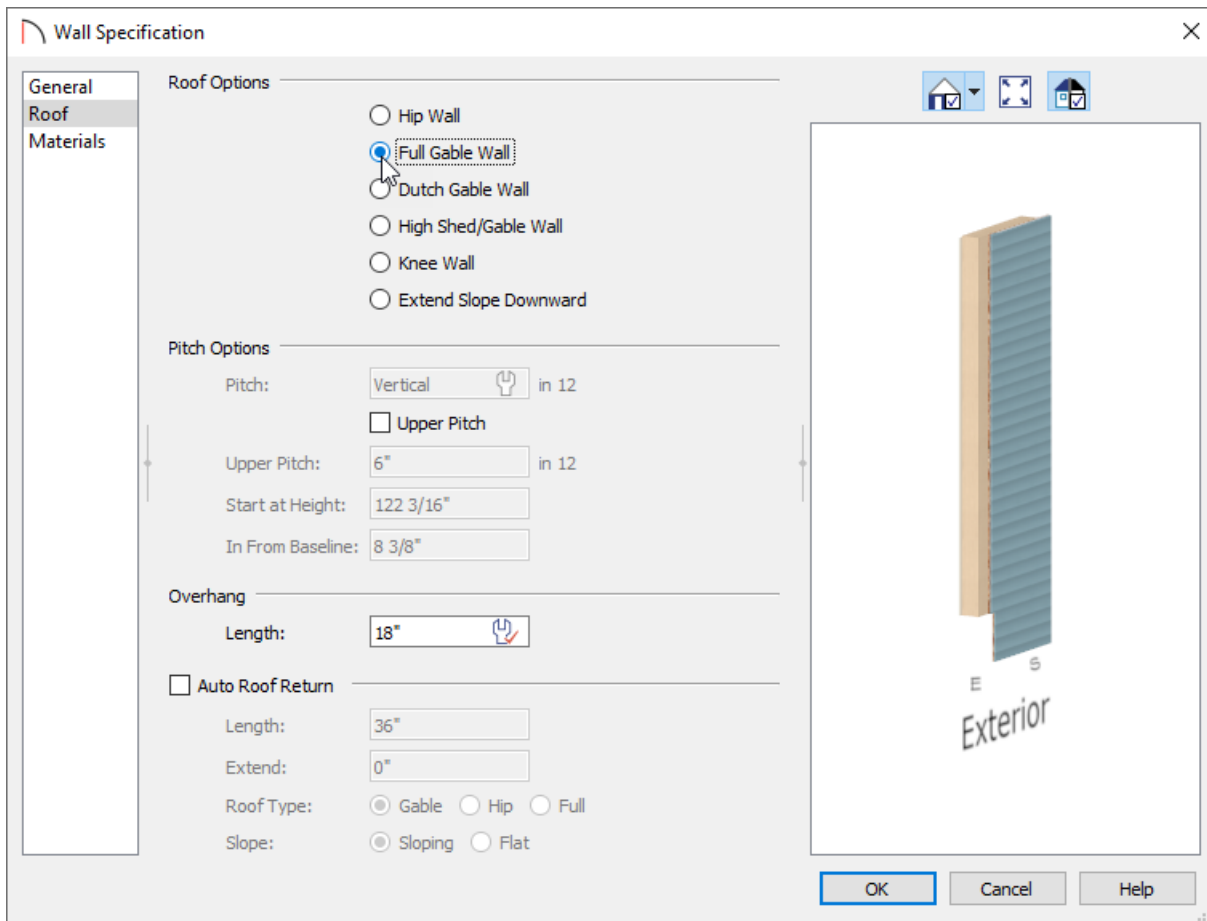 Wall Specification
General
Roof
Materials
Roof Options
Hip Wall
Full Gable Wall
Dutch Gable Wall
High Shed/Gable Wall
Knee Wall
Extend Slope Downward
Pitch Options
Pitch: Vertical in 12
Upper Pitch
Upper Pitch: 6" in 12
Start at Height: 122 3/16"
In From Baseline: 8 3/8"
Overhang
Length: 18"
Auto Roof Return
Length: 36"
Extend: 0"
Roof Type: Gable Hip Full
Slope: Sloping Flat
E S
Exterior
OK Cancel Help